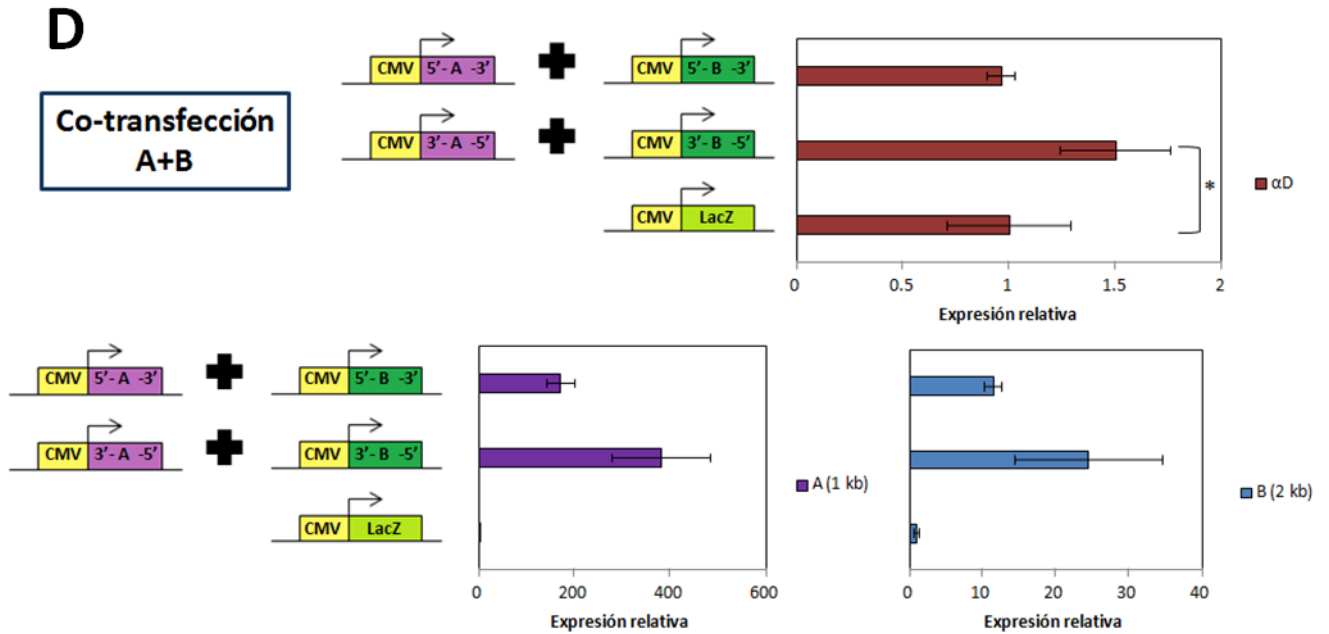 D
Co-transfección
A+B
CMV 5’- A -3’ CMV 5’- B -3’
CMV 3’- A -5’ CMV 3’- B -5’
CMV LacZ
*
αD
0 0.5 1 1.5 2
Expresión relativa
CMV 5’- A -3’ CMV 5’- B -3’
CMV 3’- A -5’ CMV 3’- B -5’
CMV LacZ
A (1 kb)
0 200 400 600
Expresión relativa
B (2 kb)
0 10 20 30 40
Expresión relativa